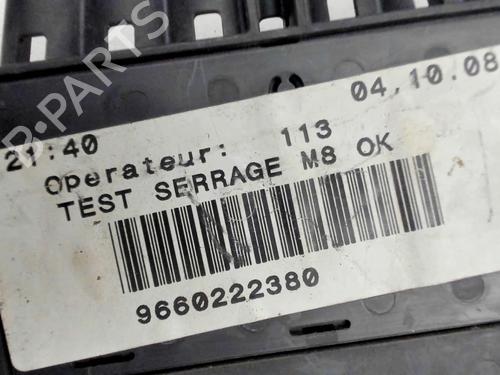 04.10.08
21:40
Operateur: 113
TEST SERRAGE M8 OK
9660222380
B-PARTS